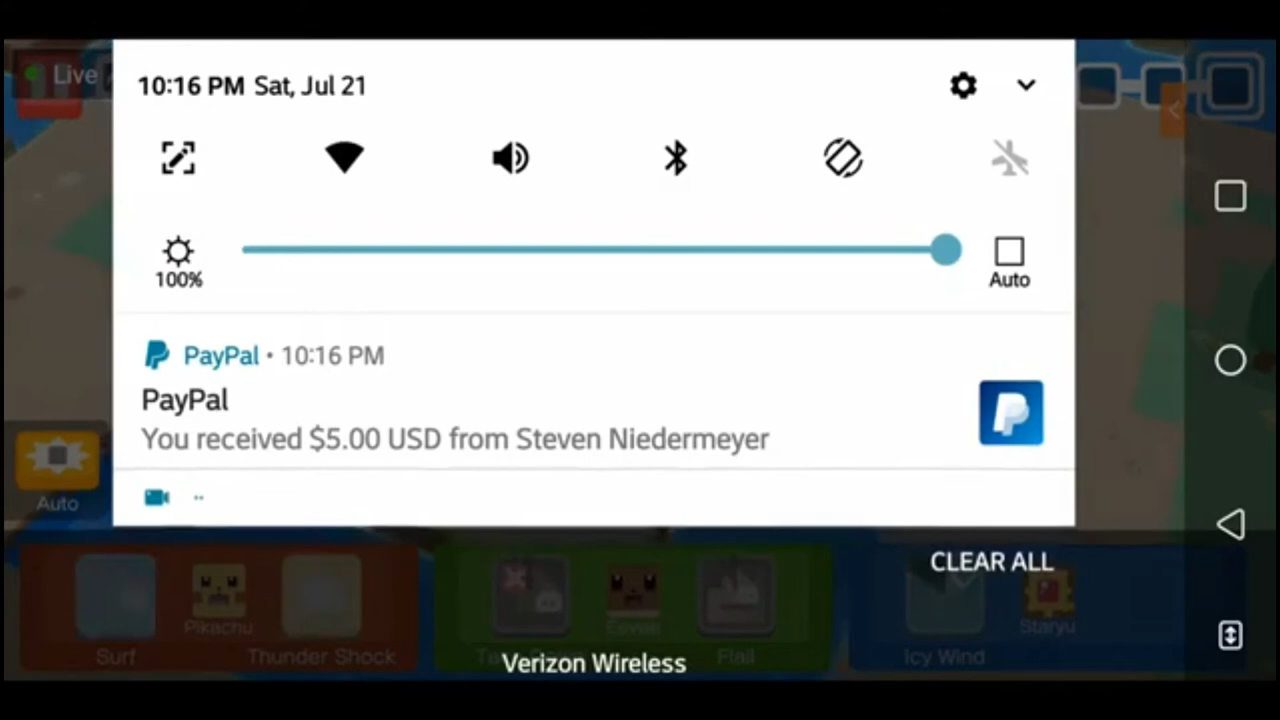 Live
10:16 PM Sat, Jul 21
100%
Auto
PayPal • 10:16 PM
PayPal
You received $5.00 USD from Steven Niedermeyer
Auto
CLEAR ALL
Pikachu
Eevee
Staryu
Surf
Thunder Shock
Flail
Icy Wind
Verizon Wireless